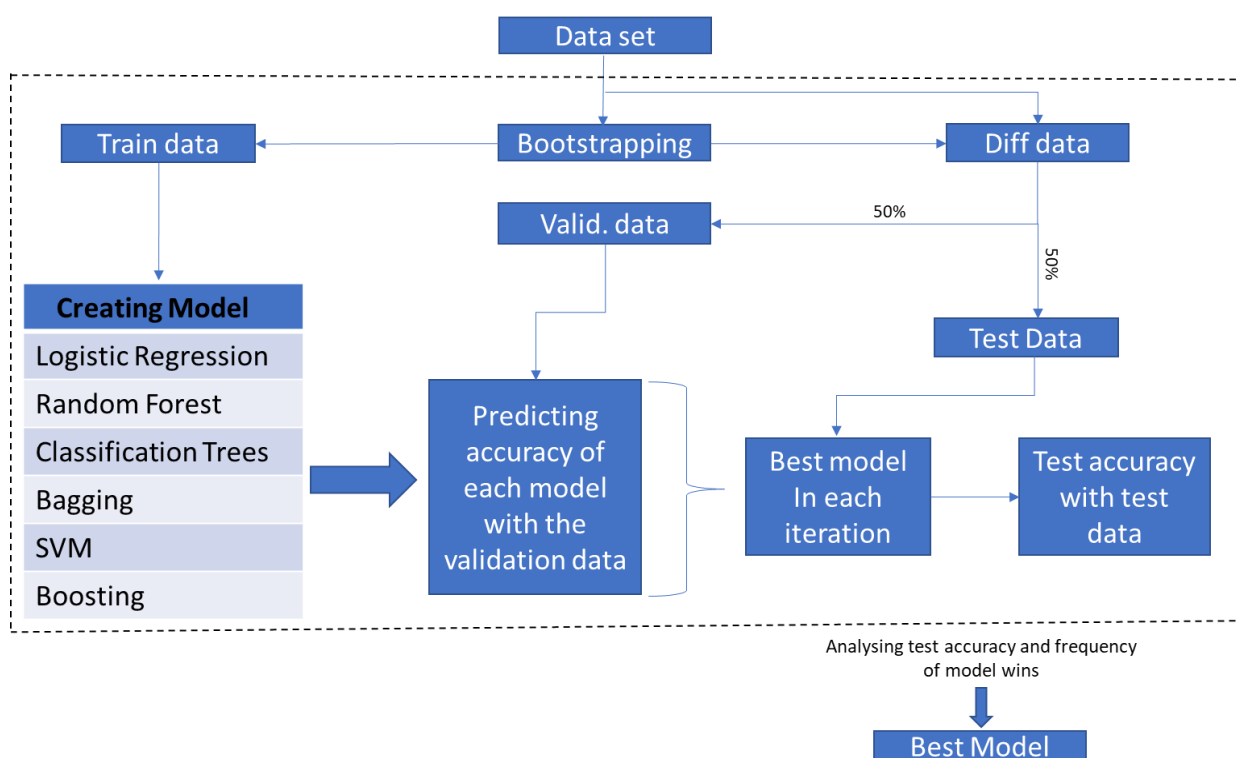 Data set
Train data
Bootstrapping
Diff data
Valid. data
50%
50%
Test Data
Creating Model
Logistic Regression
Random Forest
Classification Trees
Bagging
SVM
Boosting
Predicting
accuracy of
each model
with the
validation data
Best model
In each
iteration
Test accuracy
with test
data
Analysing test accuracy and frequency
of model wins
Best Model